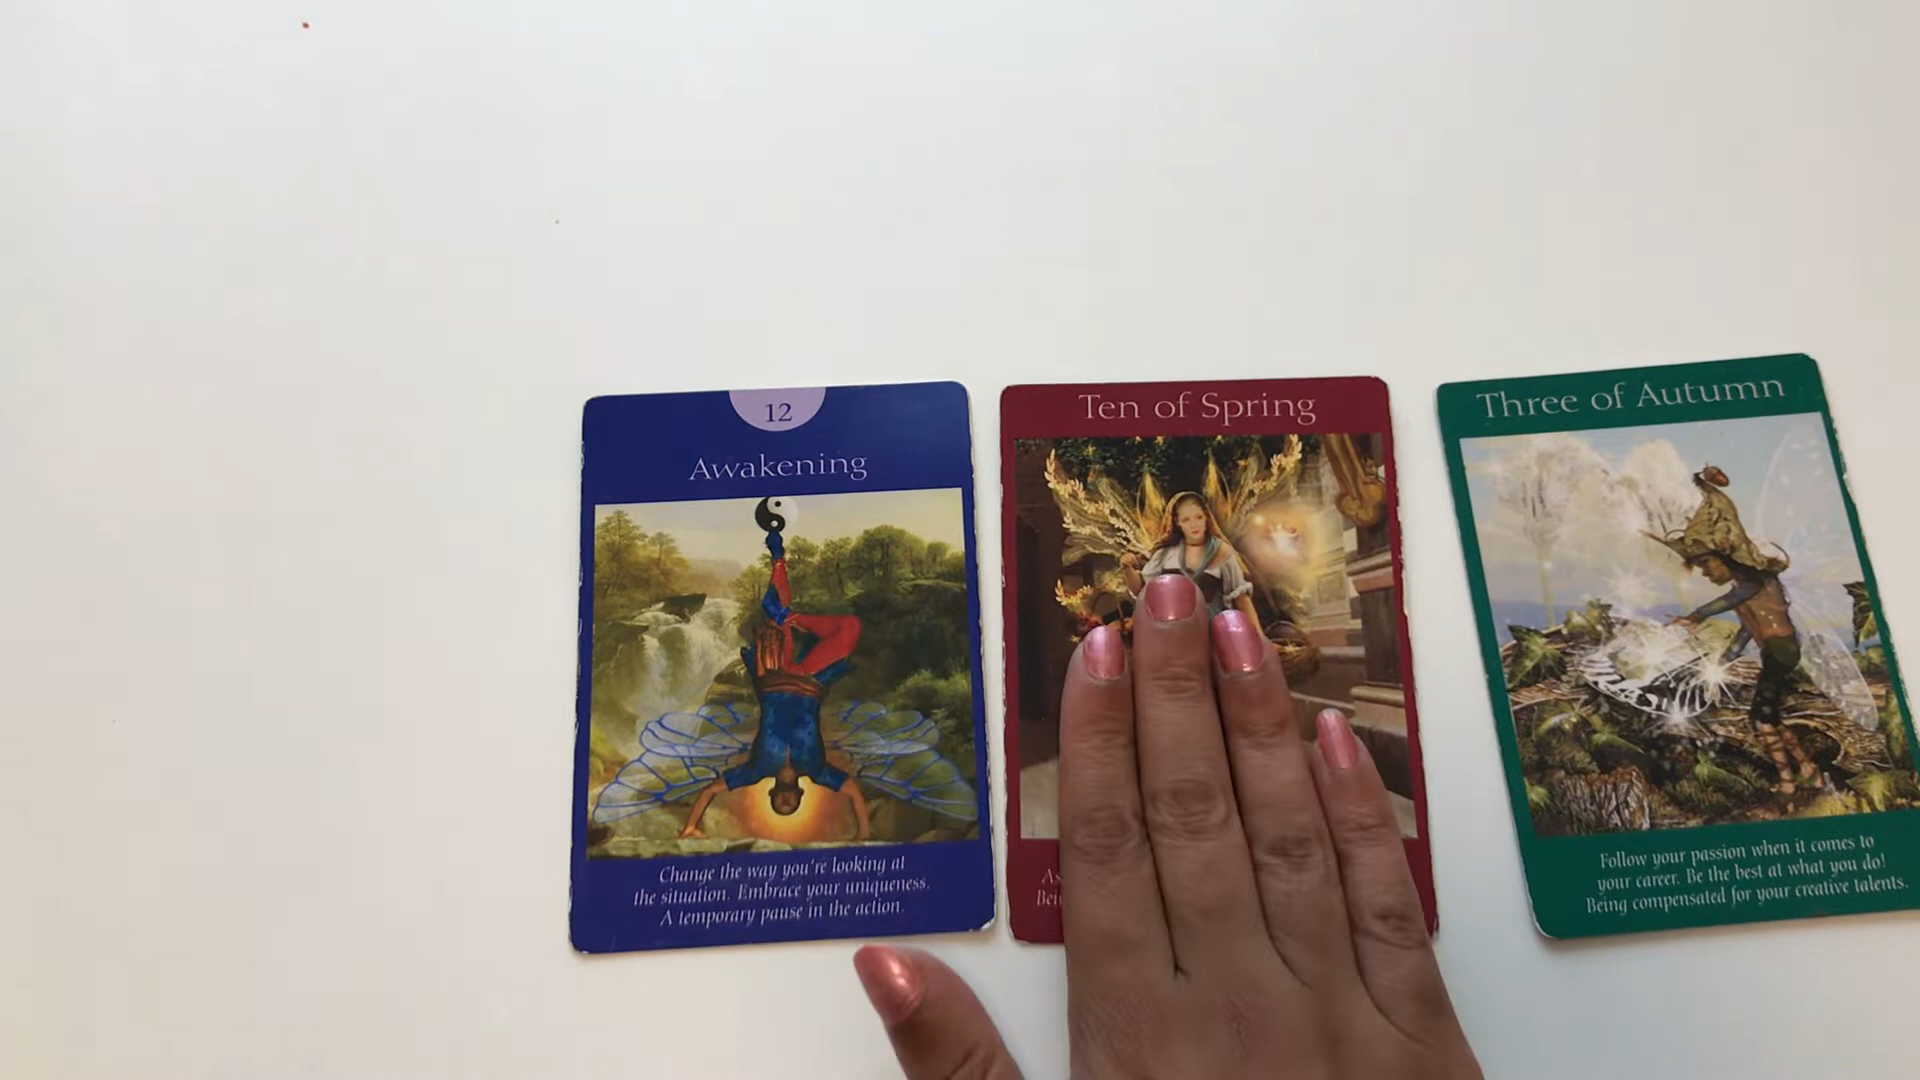 12
Awakening
Change the way you're looking at
the situation. Embrace your uniqueness.
A temporary pause in the action.
Ten of Spring
Three of Autumn
Follow your passion when it comes to
your career. Be the best at what you do!
Being compensated for your creative talents.